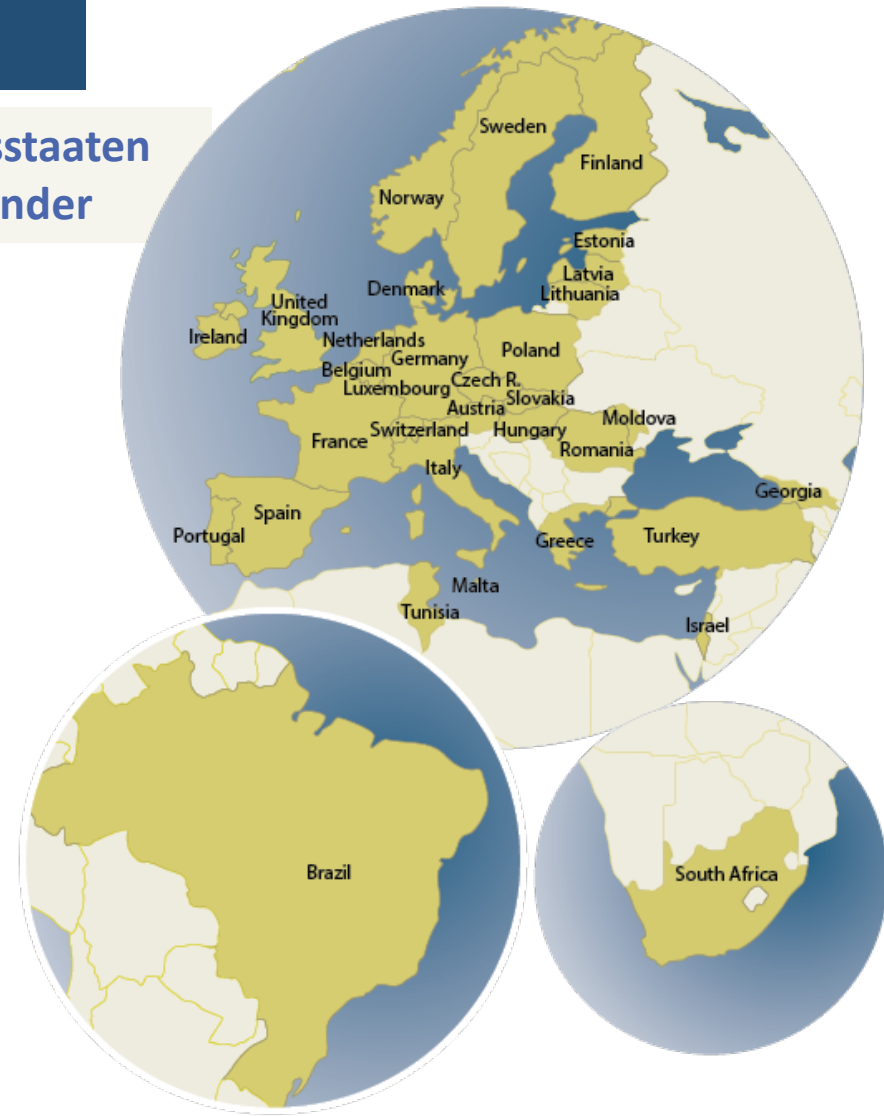 sstaaten
nder
Sweden
Finland
Norway
Estonia
Latvia
Lithuania
Denmark
United
Kingdom
Ireland
Netherlands
Germany
Poland
Belgium
Luxembourg
Czech R.
Slovakia
Austria
Moldova
Switzerland
Hungary
France
Romania
Italy
Georgia
Spain
Portugal
Greece
Turkey
Malta
Tunisia
Israel
Brazil
South Africa